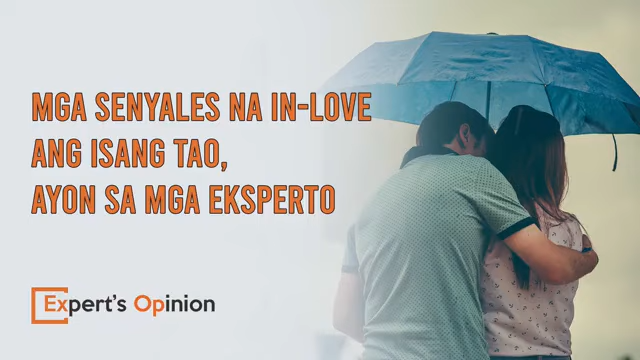 MGA SENYALES NA IN-LOVE
ANG ISANG TAO,
AYON SA MGA EKSPERTO
Expert's Opinion